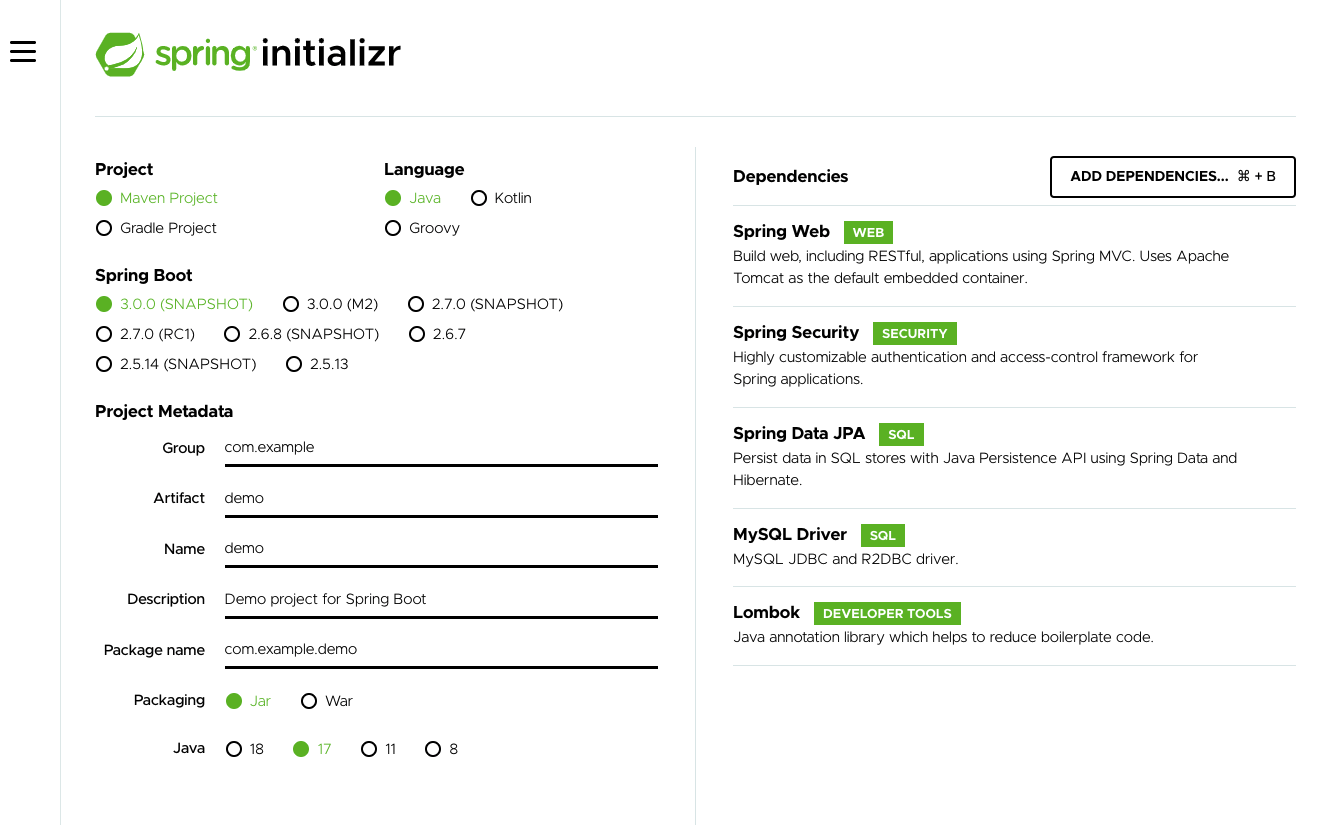 spring initializr
Project
Maven Project
Gradle Project
Language
Java Kotlin
Groovy
Spring Boot
3.0.0 (SNAPSHOT) 3.0.0 (M2) 2.7.0 (SNAPSHOT)
2.7.0 (RC1) 2.6.8 (SNAPSHOT) 2.6.7
2.5.14 (SNAPSHOT) 2.5.13
Project Metadata
Group com.example
Artifact demo
Name demo
Description Demo project for Spring Boot
Package name com.example.demo
Packaging Jar War
Java 18 17 11 8
Dependencies ADD DEPENDENCIES... ⌘ + B
Spring Web WEB
Build web, including RESTful, applications using Spring MVC. Uses Apache
Tomcat as the default embedded container.
Spring Security SECURITY
Highly customizable authentication and access-control framework for
Spring applications.
Spring Data JPA SQL
Persist data in SQL stores with Java Persistence API using Spring Data and
Hibernate.
MySQL Driver SQL
MySQL JDBC and R2DBC driver.
Lombok DEVELOPER TOOLS
Java annotation library which helps to reduce boilerplate code.